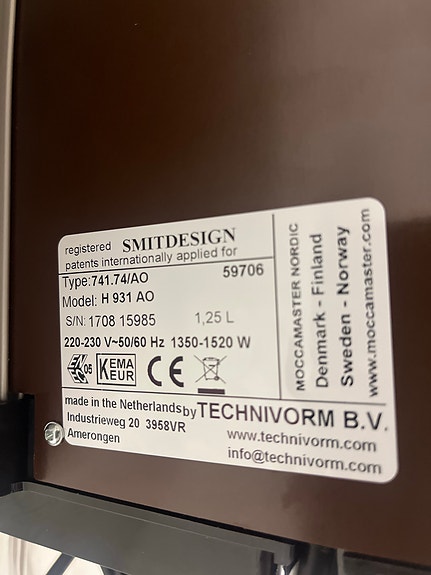 registered SMITDESIGN
patents internationally applied for
Type:741.74/AO 59706
Model: H 931 AO
S/N: 1708 15985 1,25 L
220-230 V~50/60 Hz 1350-1520 W
05 KEMA EUR CE
made in the Netherlands by TECHNIVORM B.V.
Industrieweg 20 3958VR
Amerongen
www.technivorm.com
info@technivorm.com
MOCCAMASTER NORDIC
Denmark - Finland
Sweden - Norway
www.moccamaster.com